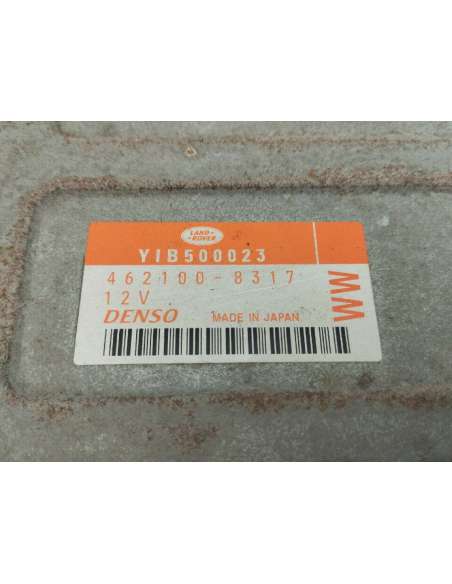 LAND-
-ROVER
YIB500023
462100-8317
12V
DENSO MADE IN JAPAN
WW